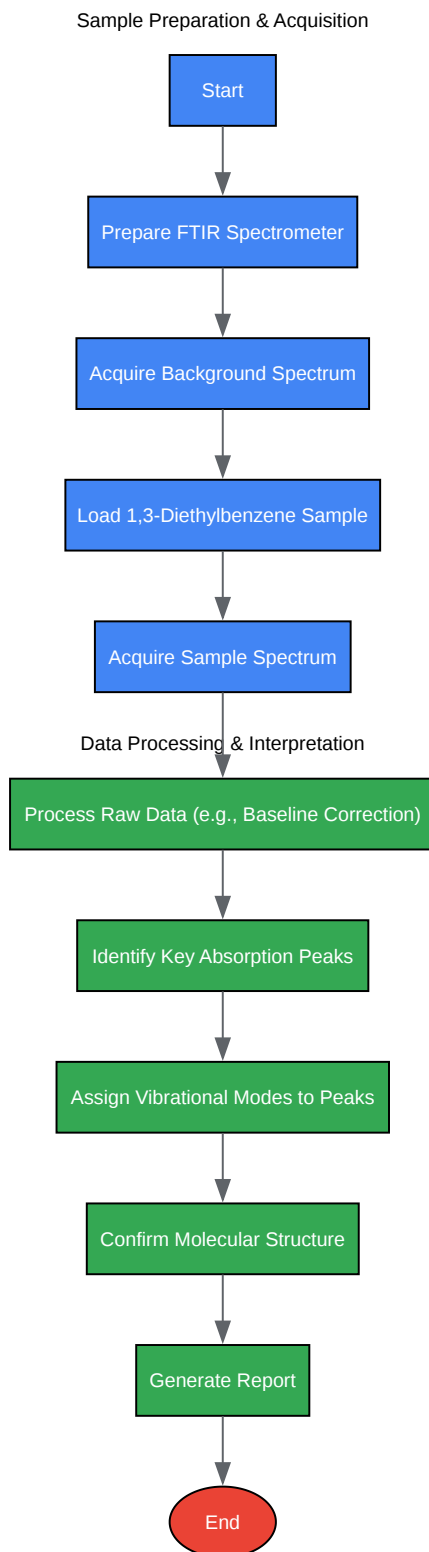 Sample Preparation & Acquisition
Start
Prepare FTIR Spectrometer
Acquire Background Spectrum
Load 1,3-Diethylbenzene Sample
Acquire Sample Spectrum
Data Processing & Interpretation
Process Raw Data (e.g., Baseline Correction)
Identify Key Absorption Peaks
Assign Vibrational Modes to Peaks
Confirm Molecular Structure
Generate Report
End